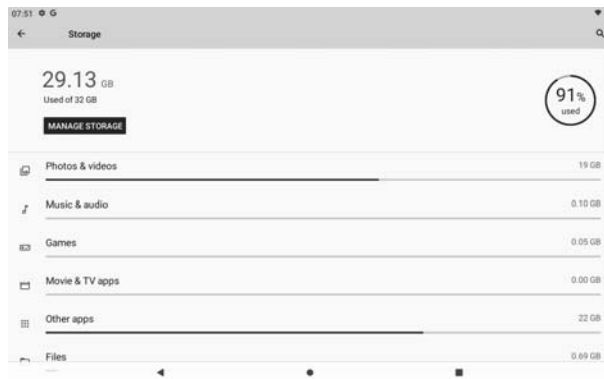 07:51 G
Storage
29.13 GB
Used of 32 GB
MANAGE STORAGE
91%
used
Photos & videos 19 GB
Music & audio 0.10 GB
Games 0.05 GB
Movie & TV apps 0.00 GB
Other apps 22 GB
Files 0.69 GB